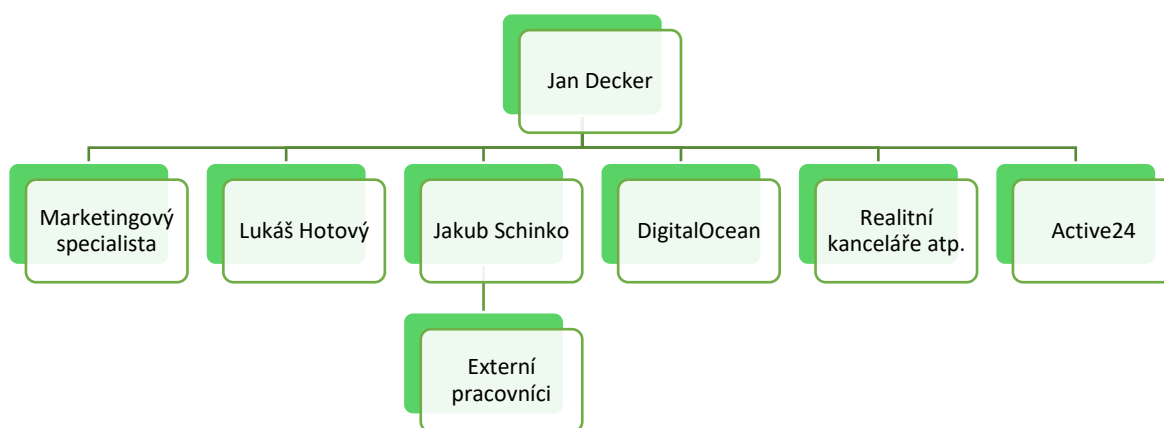 Jan Decker
Marketingový
specialista
Lukáš Hotový
Jakub Schinko
DigitalOcean
Realitní
kanceláře atp.
Active24
Externí
pracovníci